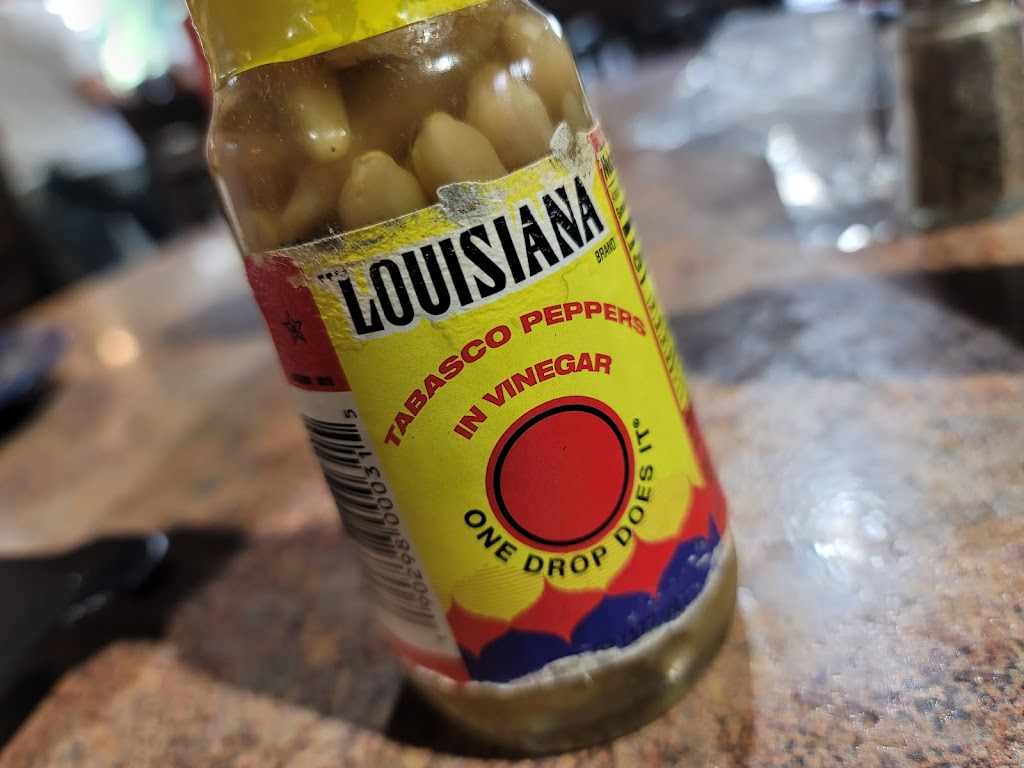 "LOUISIANA"
BRAND
TABASCO PEPPERS
IN VINEGAR
ONE DROP DOES IT®